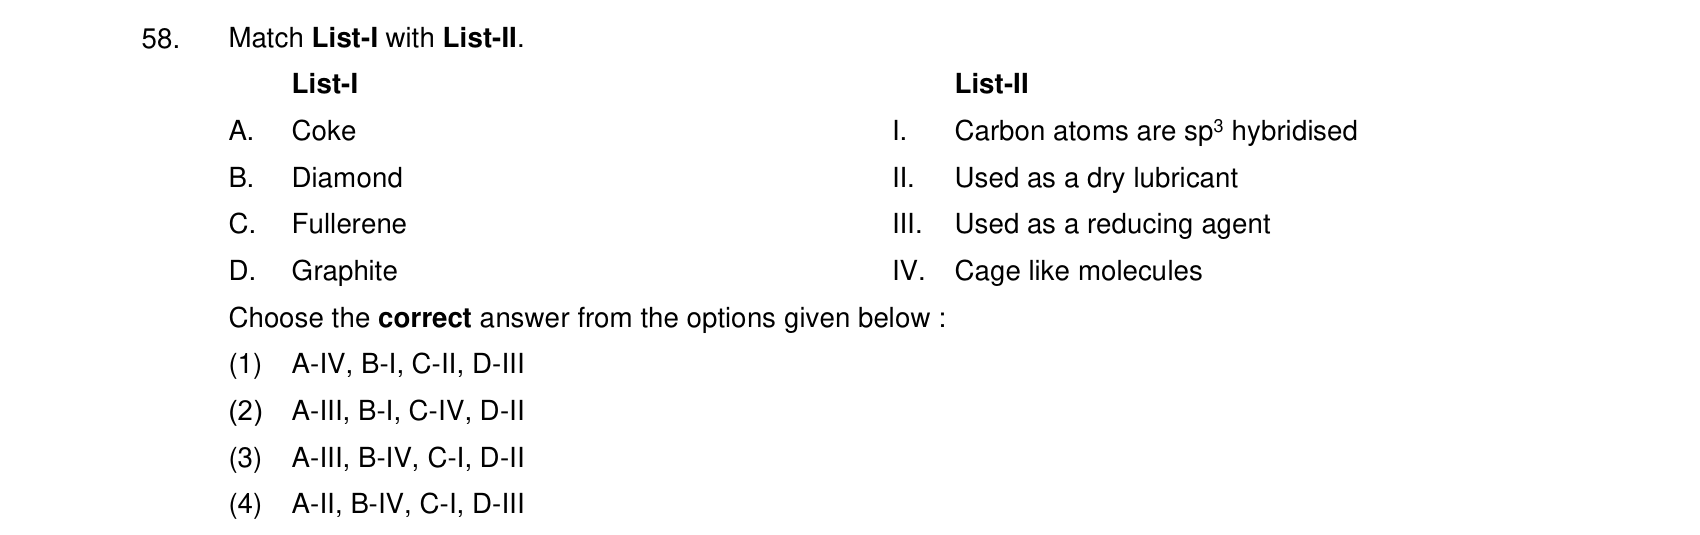 58. Match List-I with List-II.
List-I List-II
A. Coke I. Carbon atoms are sp³ hybridised
B. Diamond II. Used as a dry lubricant
C. Fullerene III. Used as a reducing agent
D. Graphite IV. Cage like molecules
Choose the correct answer from the options given below :
(1) A-IV, B-I, C-II, D-III
(2) A-III, B-I, C-IV, D-II
(3) A-III, B-IV, C-I, D-II
(4) A-II, B-IV, C-I, D-III